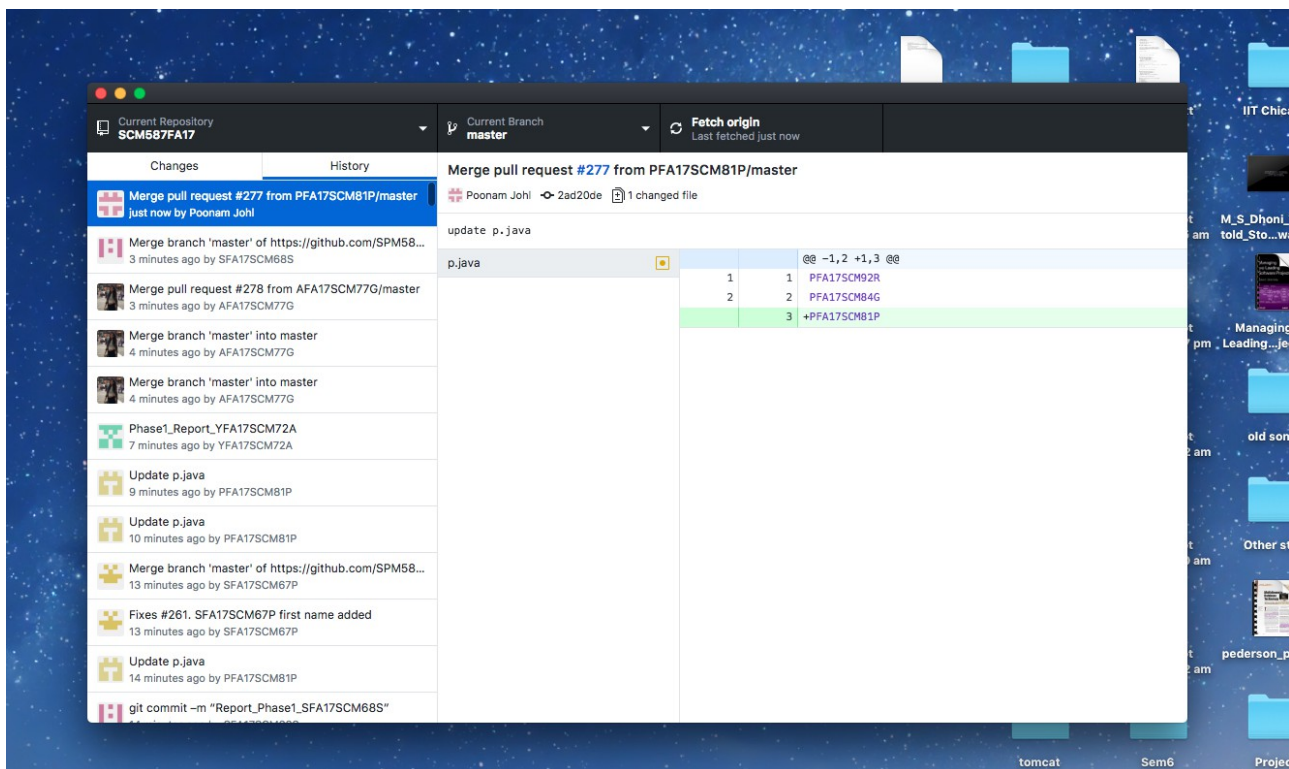 Current Repository
SCM587FA17
Current Branch
master
Fetch origin
Last fetched just now
Changes
History
Merge pull request #277 from PFA17SCM81P/master
just now by Poonam Johl
Merge branch 'master' of https://github.com/SPM58...
3 minutes ago by SFA17SCM68S
Merge pull request #278 from AFA17SCM77G/master
3 minutes ago by AFA17SCM77G
Merge branch 'master' into master
4 minutes ago by AFA17SCM77G
Merge branch 'master' into master
4 minutes ago by AFA17SCM77G
Phase1_Report_YFA17SCM72A
7 minutes ago by YFA17SCM72A
Update p.java
9 minutes ago by PFA17SCM81P
Update p.java
10 minutes ago by PFA17SCM81P
Merge branch 'master' of https://github.com/SPM58...
13 minutes ago by SFA17SCM67P
Fixes #261. SFA17SCM67P first name added
13 minutes ago by SFA17SCM67P
Update p.java
14 minutes ago by PFA17SCM81P
git commit –m “Report_Phase1_SFA17SCM68S”
Merge pull request #277 from PFA17SCM81P/master
Poonam Johl 2ad20de 1 changed file
update p.java
p.java
@@ -1,2 +1,3 @@
1 1 PFA17SCM92R
2 2 PFA17SCM84G
3 +PFA17SCM81P
IIT Chica
M_S_Dhoni_
am told_Sto...wa
Managing
pm Leading...je
old son
am
Other st
am
pederson_p
am
tomcat
Sem6
Projec